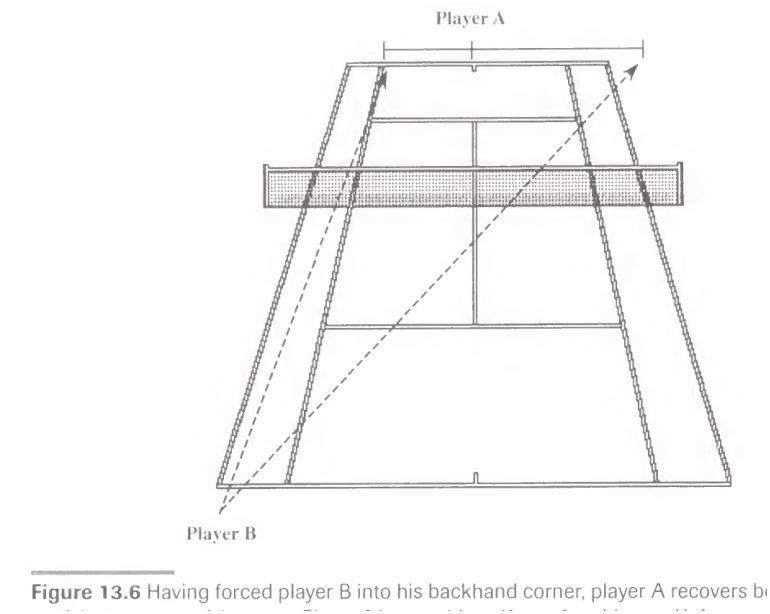 Player A
Player B
Figure 13.6 Having forced player B into his backhand corner, player A recovers